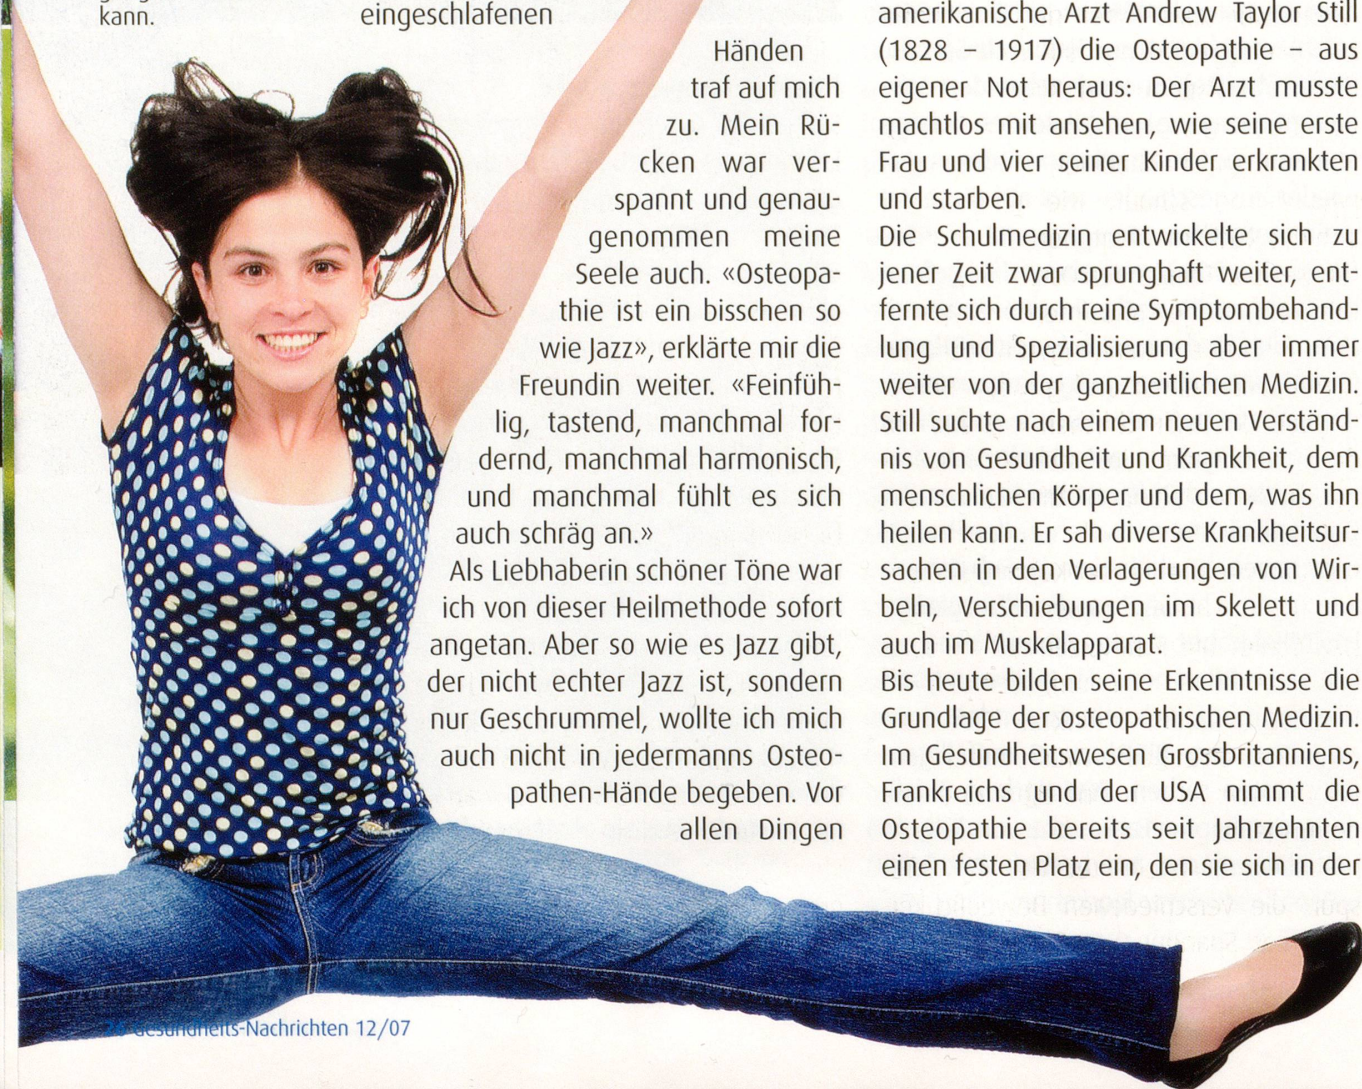 kann.
eingeschlafenen
Händen
traf auf mich
zu. Mein Rü-
cken war ver-
spannt und genau-
genommen meine
Seele auch. «Osteopa-
thie ist ein bisschen so
wie Jazz», erklärte mir die
Freundin weiter. «Feinfüh-
lig, tastend, manchmal for-
dernd, manchmal harmonisch,
und manchmal fühlt es sich
auch schräg an.»
Als Liebhaberin schöner Töne war
ich von dieser Heilmethode sofort
angetan. Aber so wie es Jazz gibt,
der nicht echter Jazz ist, sondern
nur Geschrummel, wollte ich mich
auch nicht in jedermanns Osteo-
pathen-Hände begeben. Vor
allen Dingen
amerikanische Arzt Andrew Taylor Still
(1828 – 1917) die Osteopathie – aus
eigener Not heraus: Der Arzt musste
machtlos mit ansehen, wie seine erste
Frau und vier seiner Kinder erkrankten
und starben.
Die Schulmedizin entwickelte sich zu
jener Zeit zwar sprunghaft weiter, ent-
fernte sich durch reine Symptombehand-
lung und Spezialisierung aber immer
weiter von der ganzheitlichen Medizin.
Still suchte nach einem neuen Verständ-
nis von Gesundheit und Krankheit, dem
menschlichen Körper und dem, was ihn
heilen kann. Er sah diverse Krankheitsur-
sachen in den Verlagerungen von Wir-
beln, Verschiebungen im Skelett und
auch im Muskelapparat.
Bis heute bilden seine Erkenntnisse die
Grundlage der osteopathischen Medizin.
Im Gesundheitswesen Grossbritanniens,
Frankreichs und der USA nimmt die
Osteopathie bereits seit Jahrzehnten
einen festen Platz ein, den sie sich in der
Gesundheits-Nachrichten 12/07